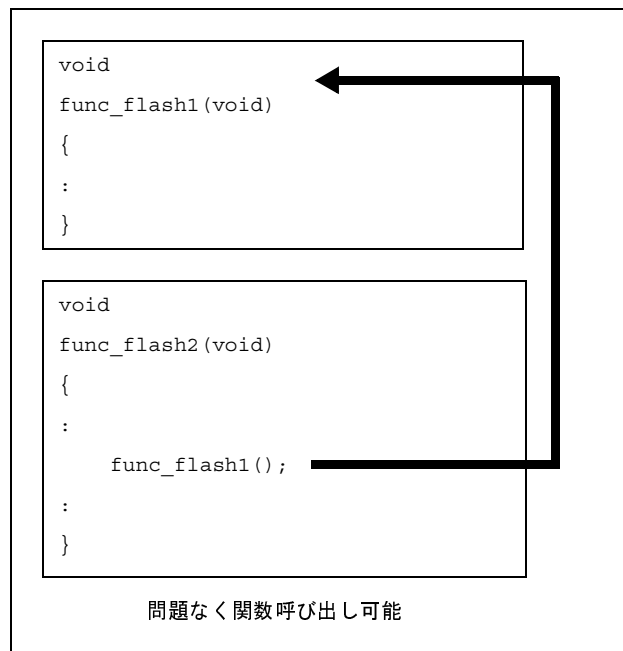 void
func_flash1(void)
{
:
}
void
func_flash2(void)
{
:
func_flash1();
:
}
問題なく関数呼び出し可能